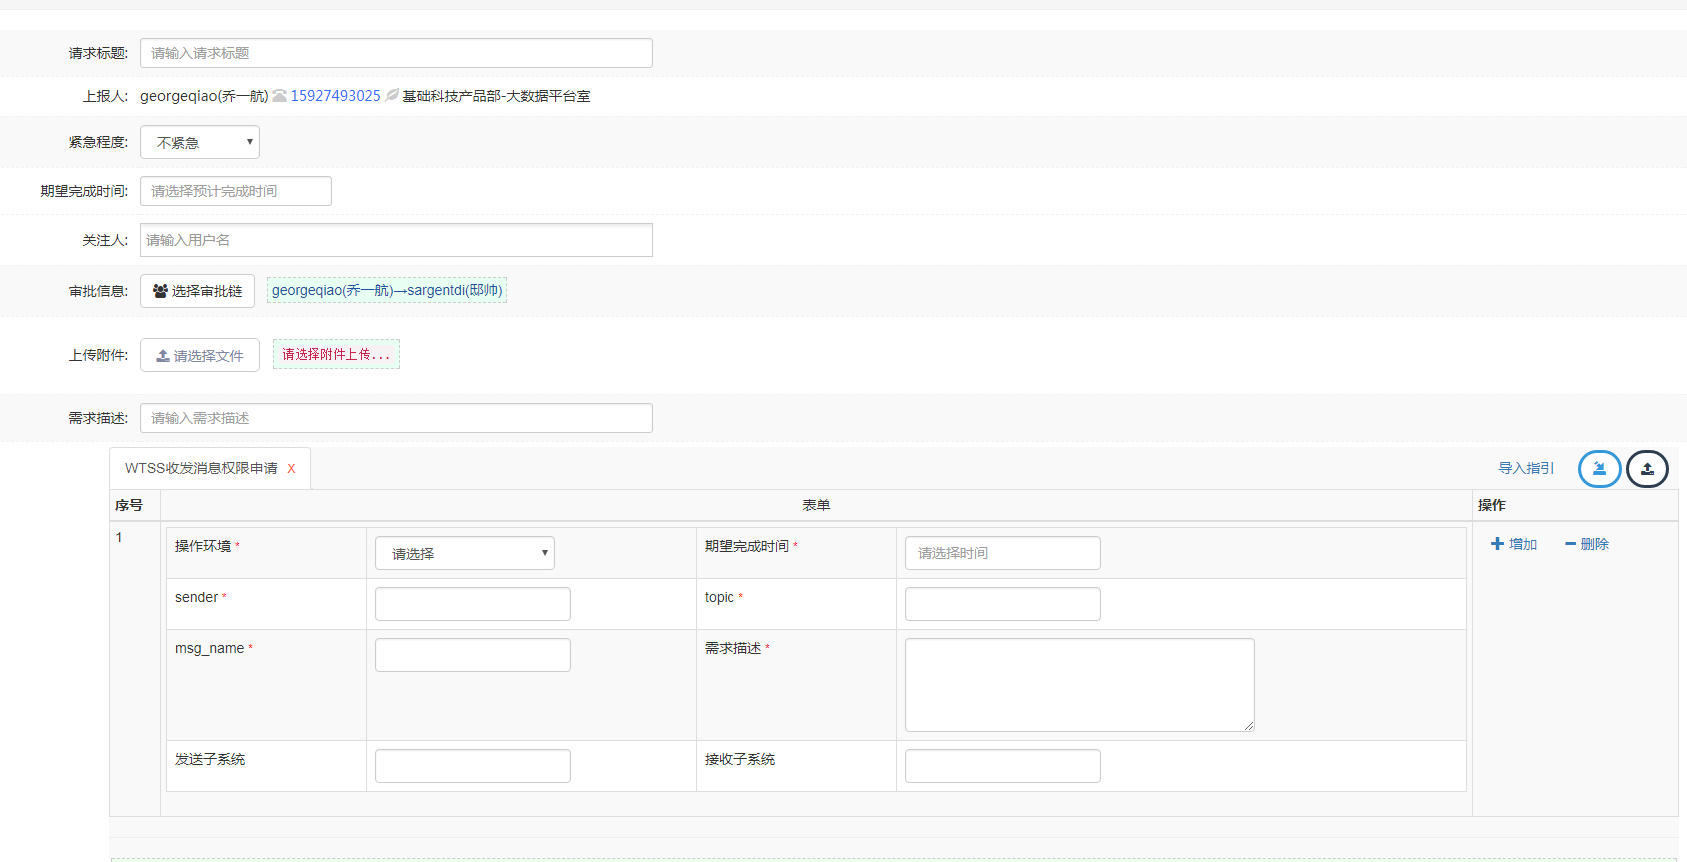 请求标题: 请输入请求标题
上报人: georgeqiao(乔一航) 15927493025 基础科技产品部-大数据平台室
紧急程度: 不紧急
期望完成时间: 请选择预计完成时间
关注人: 请输入用户名
审批信息: 选择审批链 georgeqiao(乔一航)→sargentdi(邸帅)
上传附件: 请选择文件 请选择附件上传...
需求描述: 请输入需求描述
WTSS收发消息权限申请 X 导入指引
序号 表单 操作
1 操作环境 * 请选择 期望完成时间 * 请选择时间 增加 删除
sender * topic *
msg_name * 需求描述 *
发送子系统 接收子系统